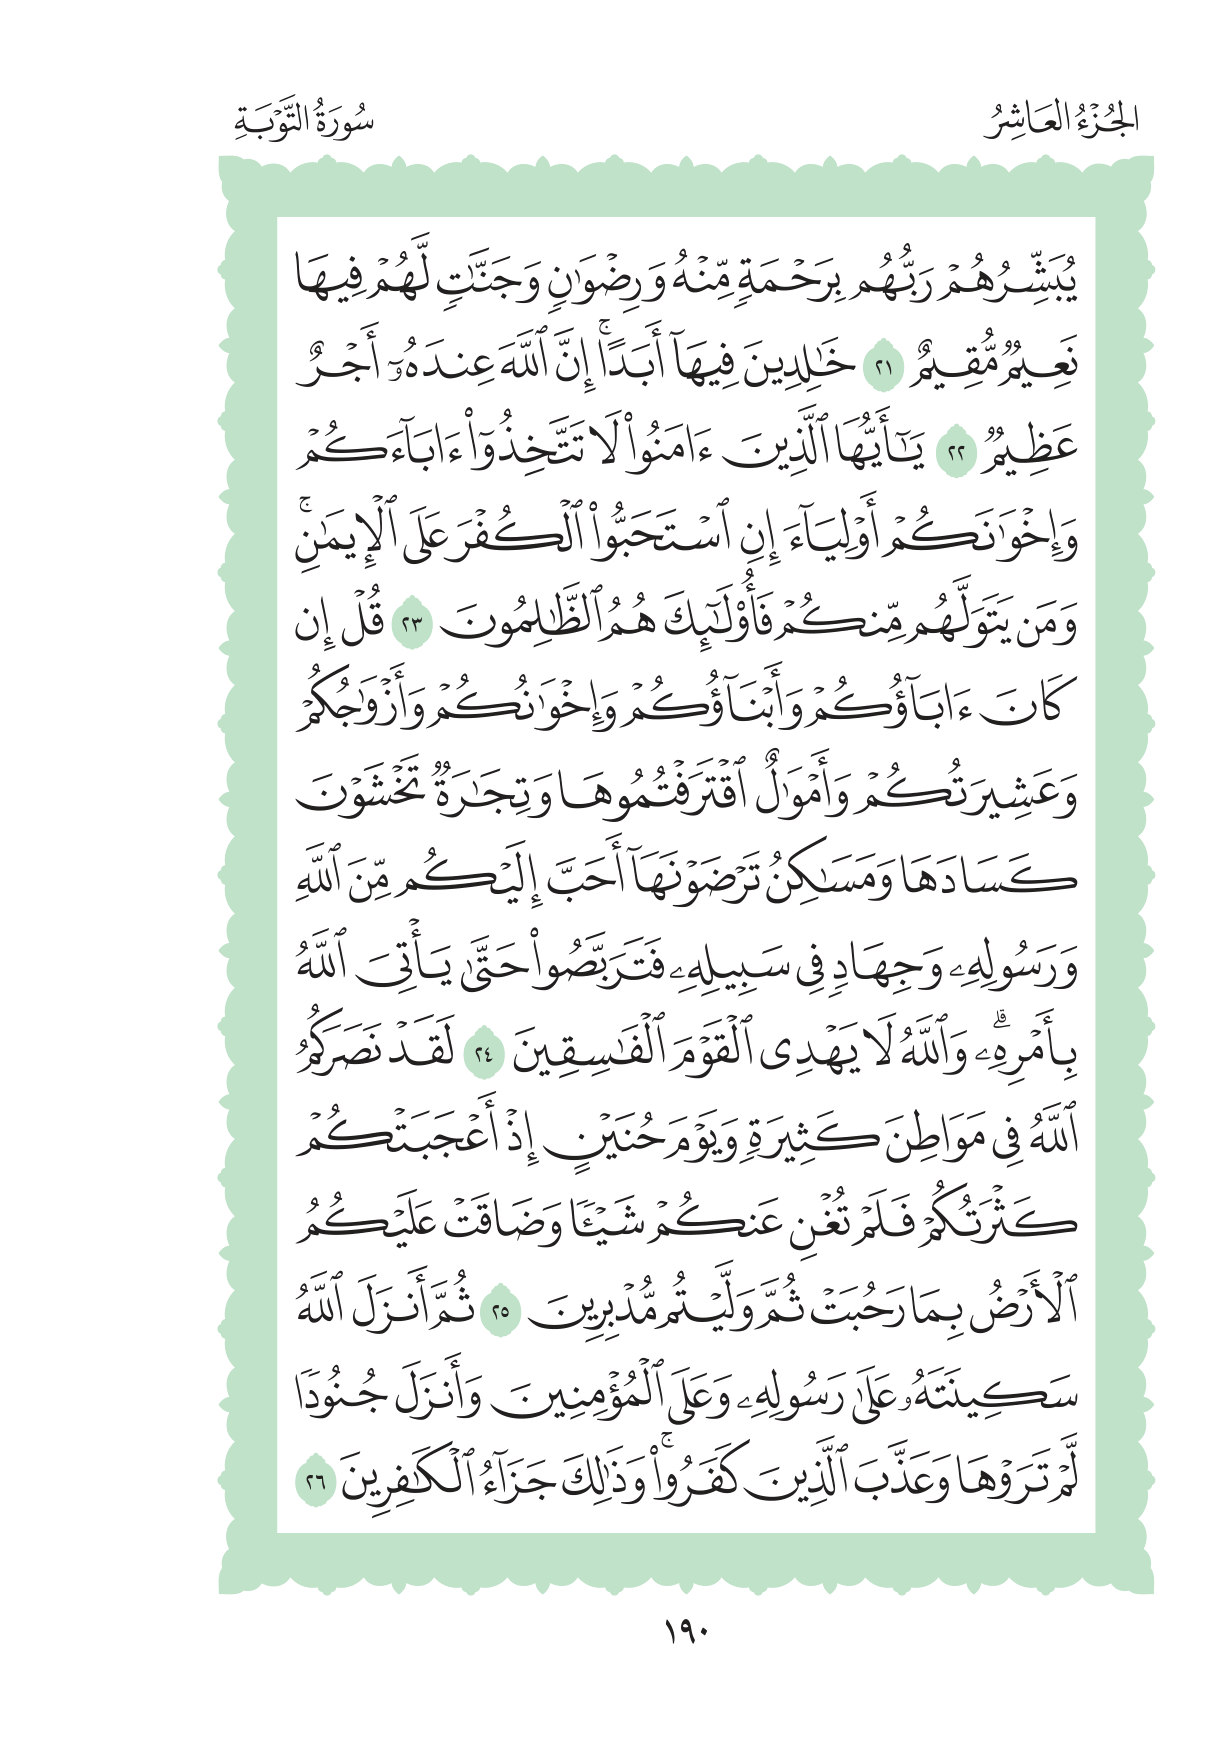 الجُزْءُ العَاشِرُ
سُورَةُ التَّوْبَةِ
يُبَشِّرُهُمْ رَبُّهُم بِرَحْمَةٍ مِّنْهُ وَرِضْوَٰنٍ وَجَنَّٰتٍ لَّهُمْ فِيهَا
نَعِيمٌ مُّقِيمٌ ٢١ خَٰلِدِينَ فِيهَآ أَبَدًا ۚ إِنَّ ٱللَّهَ عِندَهُۥٓ أَجْرٌ
عَظِيمٌ ٢٢ يَٰٓأَيُّهَا ٱلَّذِينَ ءَامَنُوا۟ لَا تَتَّخِذُوٓا۟ ءَابَآءَكُمْ
وَإِخْوَٰنَكُمْ أَوْلِيَآءَ إِنِ ٱسْتَحَبُّوا۟ ٱلْكُفْرَ عَلَى ٱلْإِيمَٰنِ ۚ
وَمَن يَتَوَلَّهُم مِّنكُمْ فَأُو۟لَٰٓئِكَ هُمُ ٱلظَّٰلِمُونَ ٢٣ قُلْ إِن
كَانَ ءَابَآؤُكُمْ وَأَبْنَآؤُكُمْ وَإِخْوَٰنُكُمْ وَأَزْوَٰجُكُمْ
وَعَشِيرَتُكُمْ وَأَمْوَٰلٌ ٱقْتَرَفْتُمُوهَا وَتِجَٰرَةٌ تَخْشَوْنَ
كَسَادَهَا وَمَسَٰكِنُ تَرْضَوْنَهَآ أَحَبَّ إِلَيْكُم مِّنَ ٱللَّهِ
وَرَسُولِهِۦ وَجِهَادٍ فِى سَبِيلِهِۦ فَتَرَبَّصُوا۟ حَتَّىٰ يَأْتِىَ ٱللَّهُ
بِأَمْرِهِۦ ۗ وَٱللَّهُ لَا يَهْدِى ٱلْقَوْمَ ٱلْفَٰسِقِينَ ٢٤ لَقَدْ نَصَرَكُمُ
ٱللَّهُ فِى مَوَاطِنَ كَثِيرَةٍ وَيَوْمَ حُنَيْنٍ إِذْ أَعْجَبَتْكُمْ
كَثْرَتُكُمْ فَلَمْ تُغْنِ عَنكُمْ شَيْـًٔا وَضَاقَتْ عَلَيْكُمُ
ٱلْأَرْضُ بِمَا رَحُبَتْ ثُمَّ وَلَّيْتُم مُّدْبِرِينَ ٢٥ ثُمَّ أَنزَلَ ٱللَّهُ
سَكِينَتَهُۥ عَلَىٰ رَسُولِهِۦ وَعَلَى ٱلْمُؤْمِنِينَ وَأَنزَلَ جُنُودًا
لَّمْ تَرَوْهَا وَعَذَّبَ ٱلَّذِينَ كَفَرُوا۟ ۚ وَذَٰلِكَ جَزَآءُ ٱلْكَٰفِرِينَ ٢٦
١٩٠